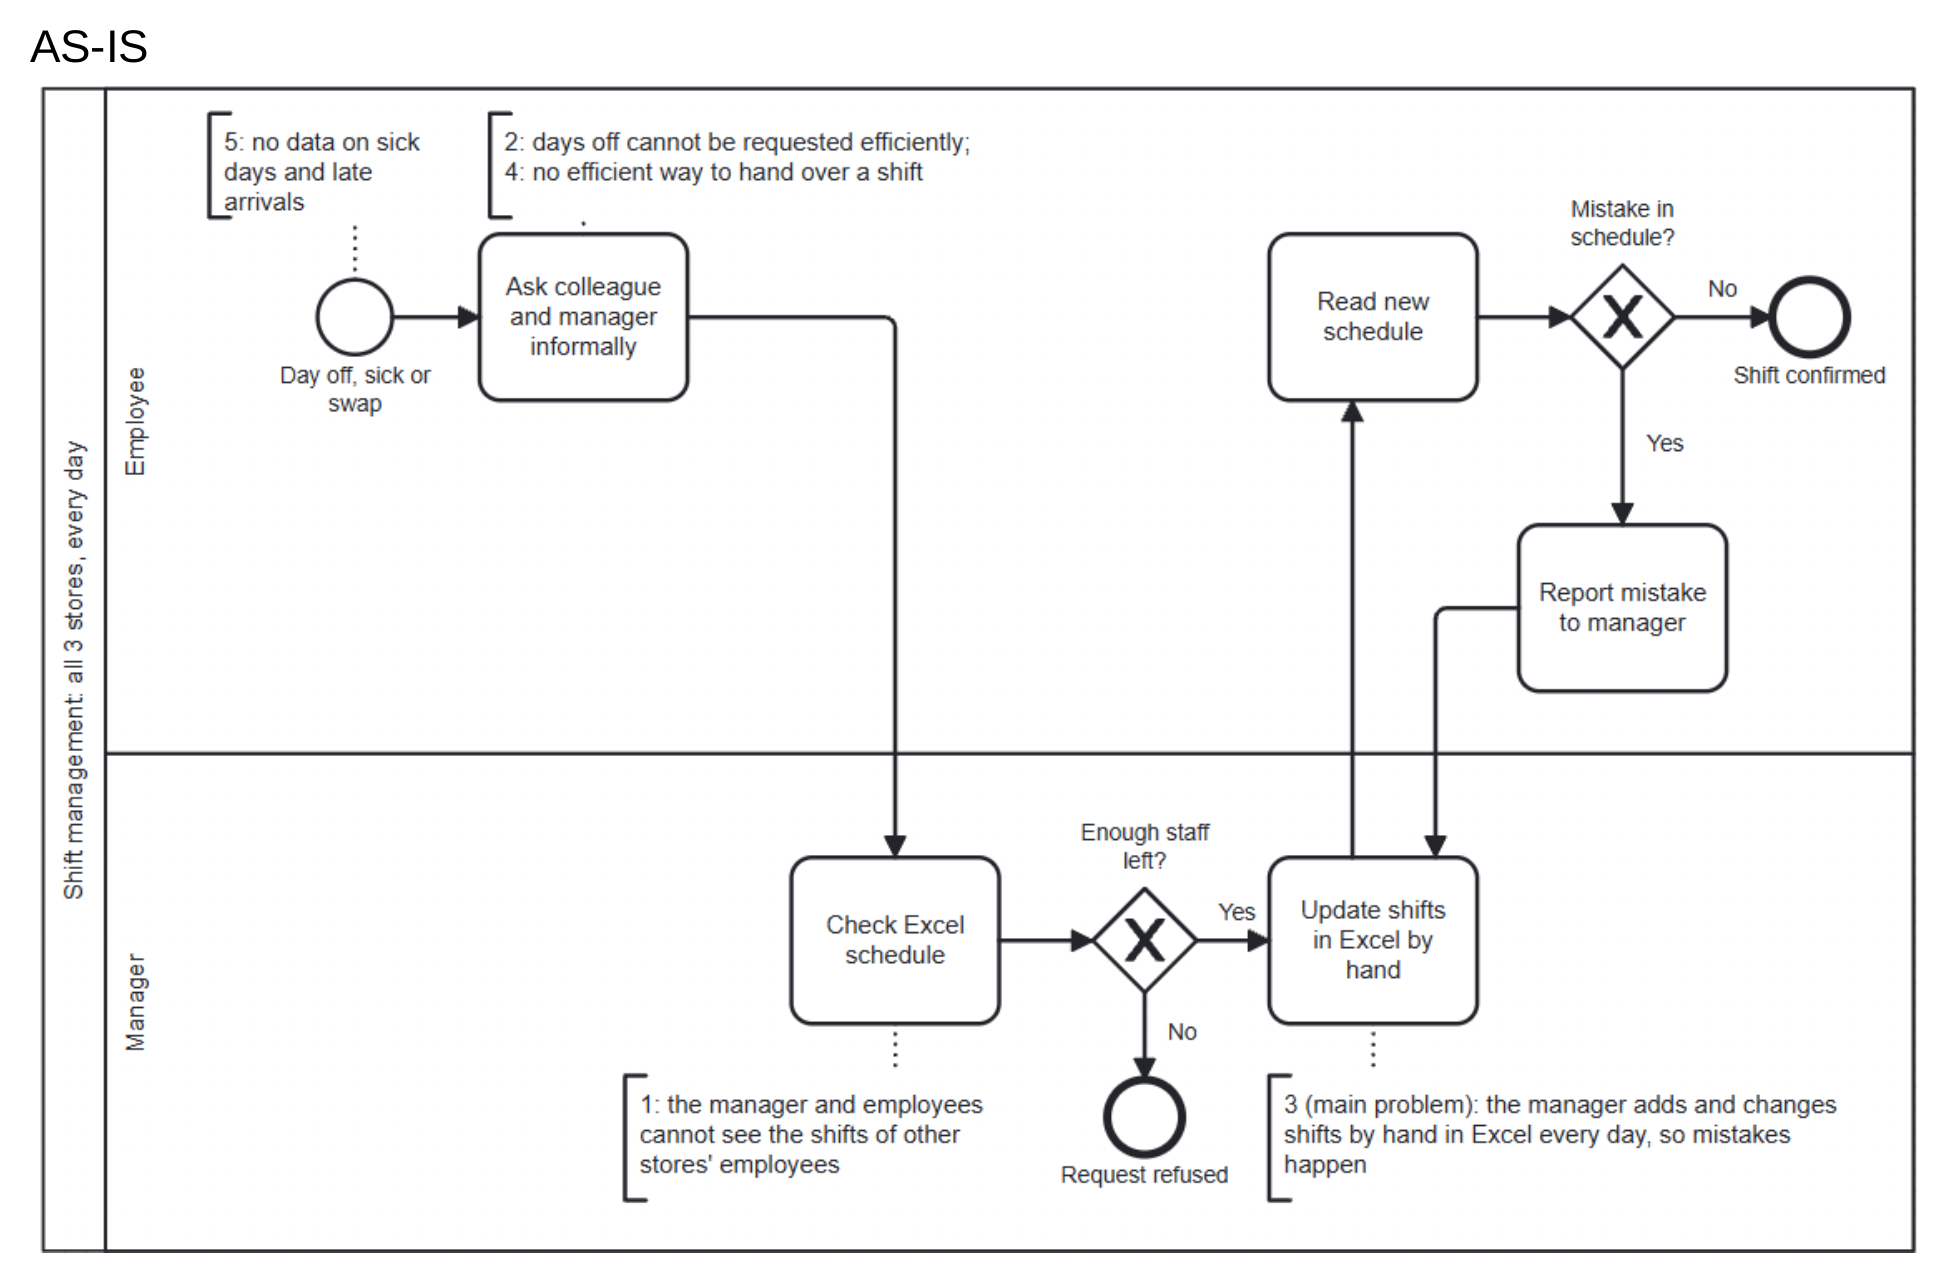 AS-IS
Shift management: all 3 stores, every day
Employee
5: no data on sick
days and late
arrivals
2: days off cannot be requested efficiently;
4: no efficient way to hand over a shift
Day off, sick or
swap
Ask colleague
and manager
informally
Read new
schedule
Mistake in
schedule?
No
Shift confirmed
Yes
Report mistake
to manager
Manager
Check Excel
schedule
Enough staff
left?
Yes
No
Request refused
Update shifts
in Excel by
hand
1: the manager and employees
cannot see the shifts of other
stores' employees
3 (main problem): the manager adds and changes
shifts by hand in Excel every day, so mistakes
happen